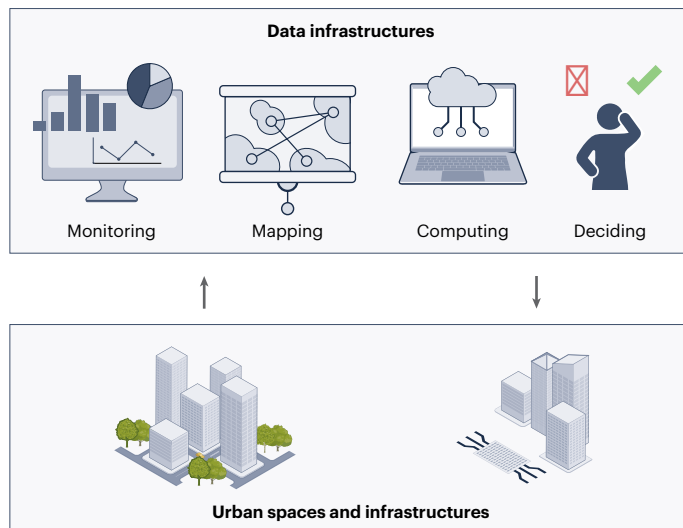 Data infrastructures
Monitoring
Mapping
Computing
Deciding
Urban spaces and infrastructures